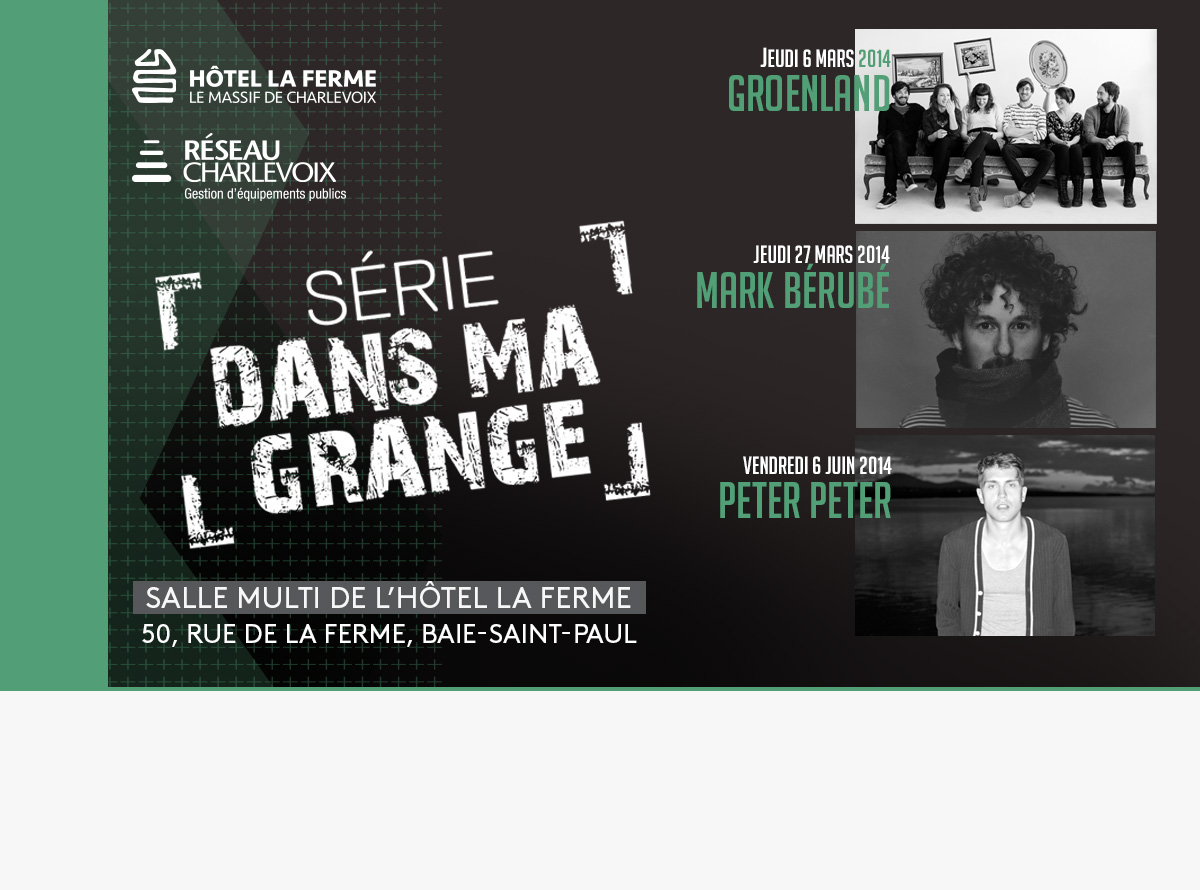 HÔTEL LA FERME
LE MASSIF DE CHARLEVOIX
RÉSEAU
CHARLEVOIX
Gestion d'équipements publics
SÉRIE
DANS MA
GRANGE
SALLE MULTI DE L'HÔTEL LA FERME
50, RUE DE LA FERME, BAIE-SAINT-PAUL
JEUDI 6 MARS 2014
GROENLAND
JEUDI 27 MARS 2014
MARK BÉRUBÉ
VENDREDI 6 JUIN 2014
PETER PETER